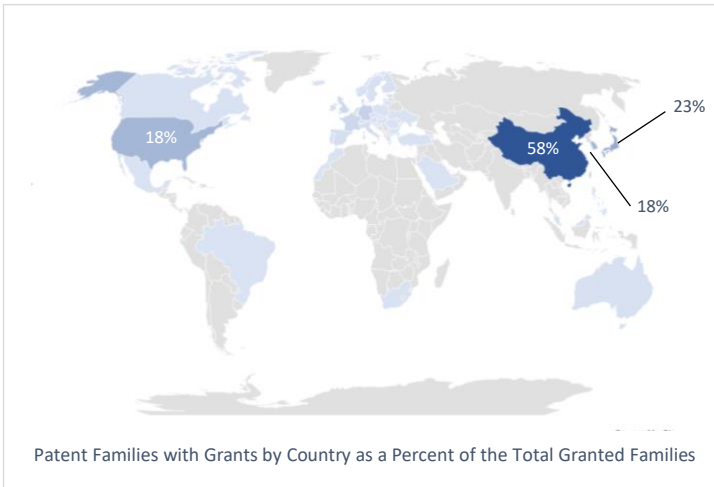 23%
18%
58%
18%
Patent Families with Grants by Country as a Percent of the Total Granted Families